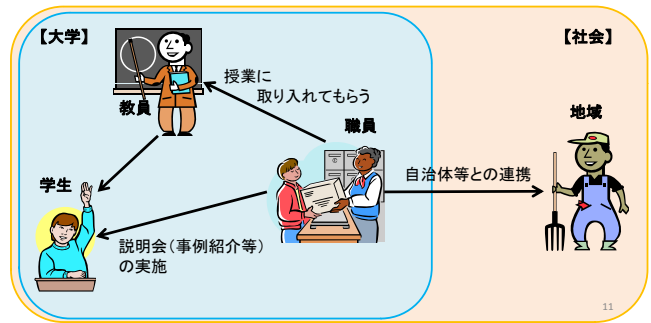 【大学】
【社会】
授業に
取り入れてもらう
教員
職員
地域
自治体等との連携
学生
説明会（事例紹介等）
の実施
11